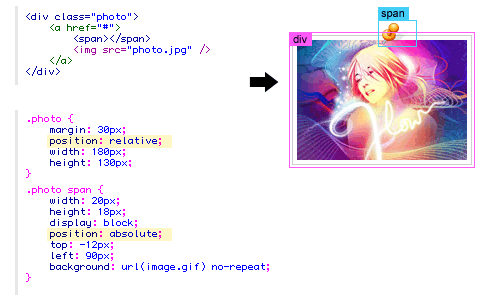 <div class="photo">
<a href="#">
<span></span>
<img src="photo.jpg" />
</a>
</div>
.photo {
margin: 30px;
position: relative;
width: 180px;
height: 130px;
}
.photo span {
width: 20px;
height: 18px;
display: block;
position: absolute;
top: -12px;
left: 90px;
background: url(image.gif) no-repeat;
}
span
div
Glow